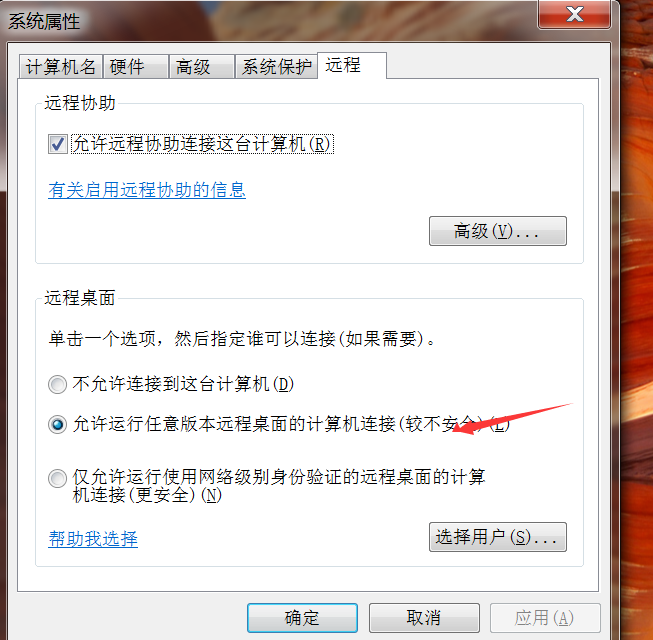 系统属性
计算机名 硬件 高级 系统保护 远程
远程协助
允许远程协助连接这台计算机(R)
有关启用远程协助的信息
高级(V)...
远程桌面
单击一个选项，然后指定谁可以连接(如果需要)。
不允许连接到这台计算机(D)
允许运行任意版本远程桌面的计算机连接(较不安全)(L)
仅允许运行使用网络级别身份验证的远程桌面的计算
机连接(更安全)(N)
帮助我选择
选择用户(S)...
确定 取消 应用(A)